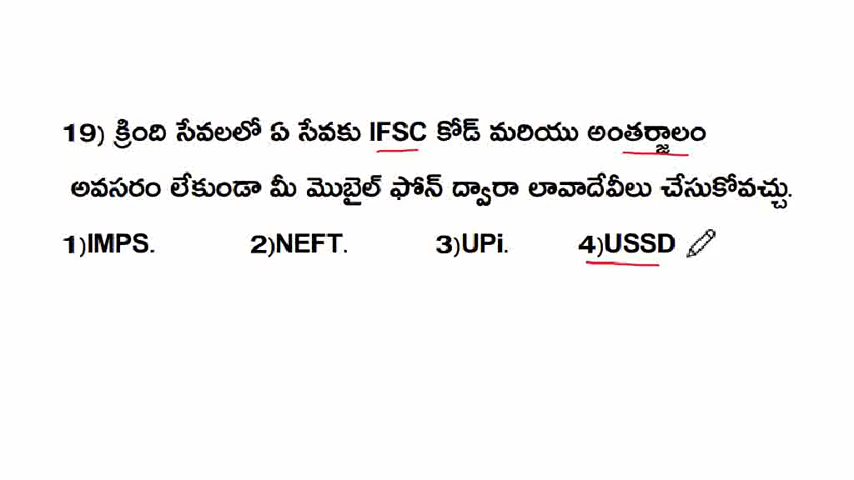 19) క్రింది సేవలలో ఏ సేవకు IFSC కోడ్ మరియు అంతర్జాలం
అవసరం లేకుండా మీ మొబైల్ ఫోన్ ద్వారా లావాదేవీలు చేసుకోవచ్చు.
1)IMPS. 2)NEFT. 3)UPi. 4)USSD